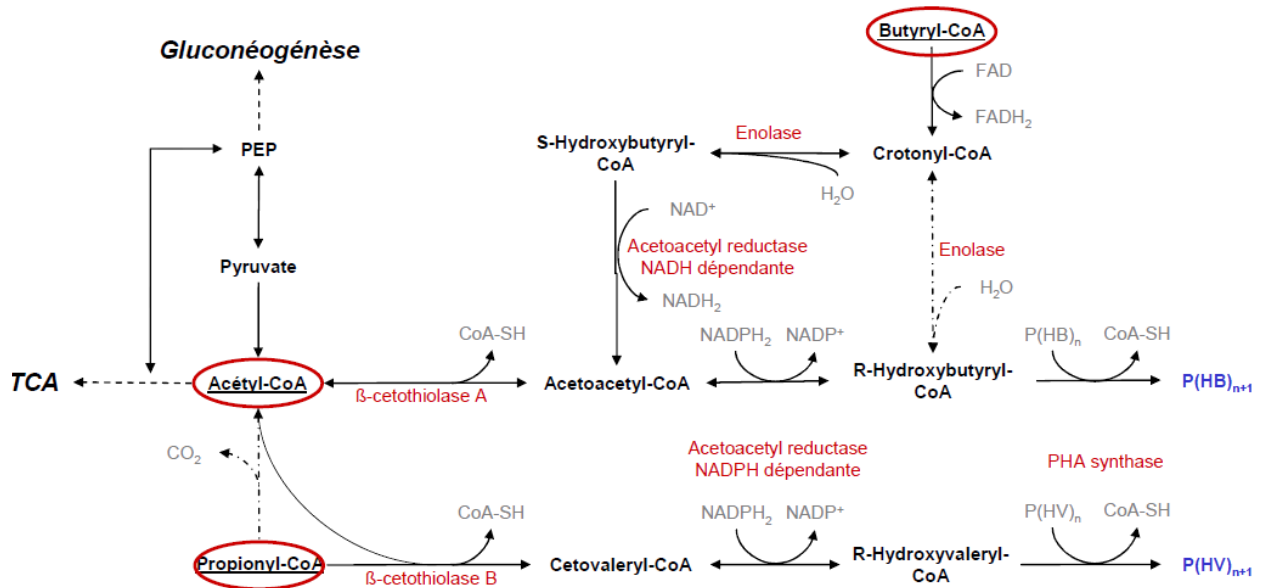 Butyryl-CoA
Gluconéogénèse
FAD
FADH₂
PEP
S-Hydroxybutyryl-
CoA
Enolase
Crotonyl-CoA
H₂O
NAD⁺
Acetoacetyl reductase
NADH dépendante
Enolase
Pyruvate
NADH₂
H₂O
CoA-SH
NADPH₂
NADP⁺
P(HB)ₙ
CoA-SH
TCA
Acétyl-CoA
ß-cetothiolase A
Acetoacetyl-CoA
R-Hydroxybutyryl-
CoA
P(HB)ₙ₊₁
CO₂
Acetoacetyl reductase
NADPH dépendante
PHA synthase
CoA-SH
NADPH₂
NADP⁺
P(HV)ₙ
CoA-SH
Propionyl-CoA
ß-cetothiolase B
Cetovaleryl-CoA
R-Hydroxyvaleryl-
CoA
P(HV)ₙ₊₁